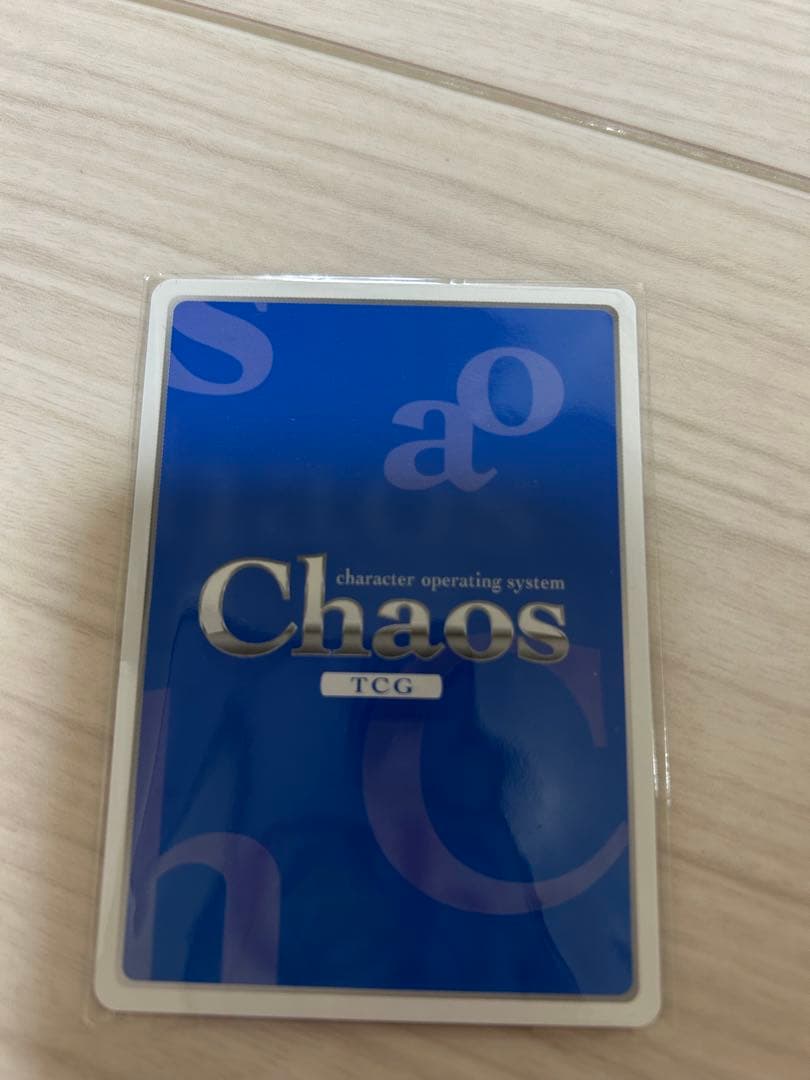 s
a o
character operating system
Chaos
TCG
C
h